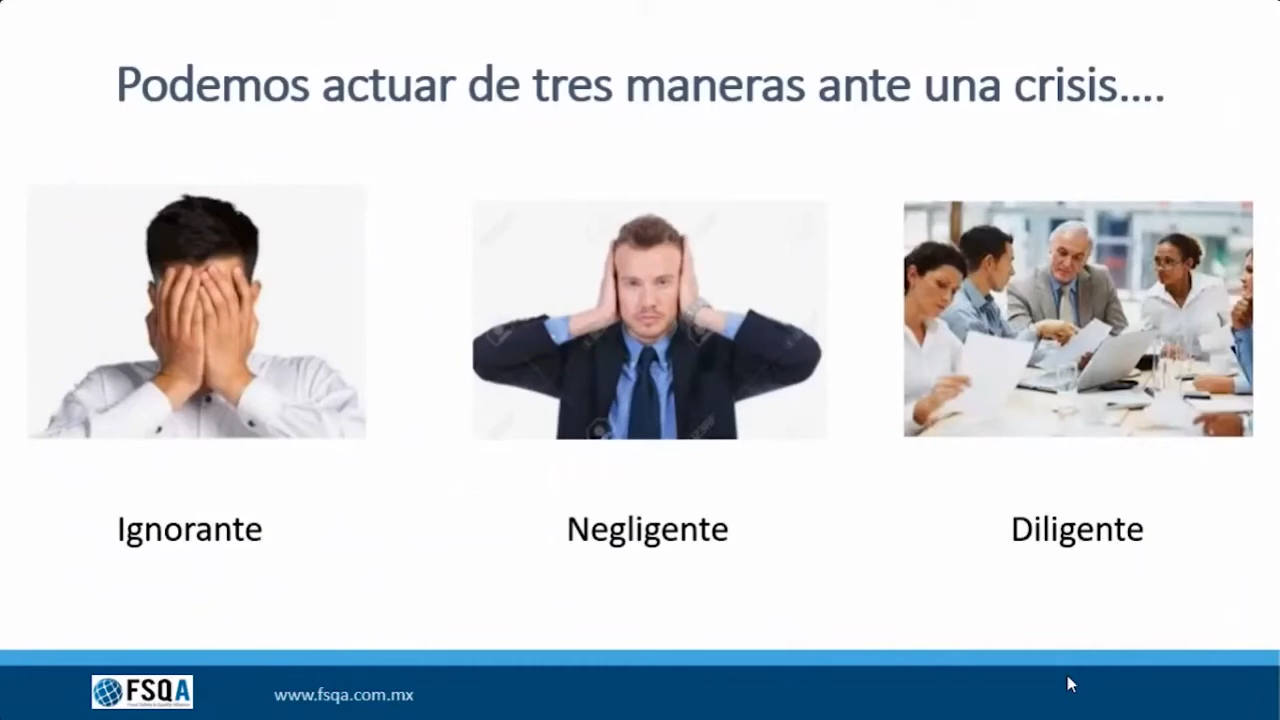 Podemos actuar de tres maneras ante una crisis....
Ignorante
Negligente
Diligente
FSQA
www.fsqa.com.mx